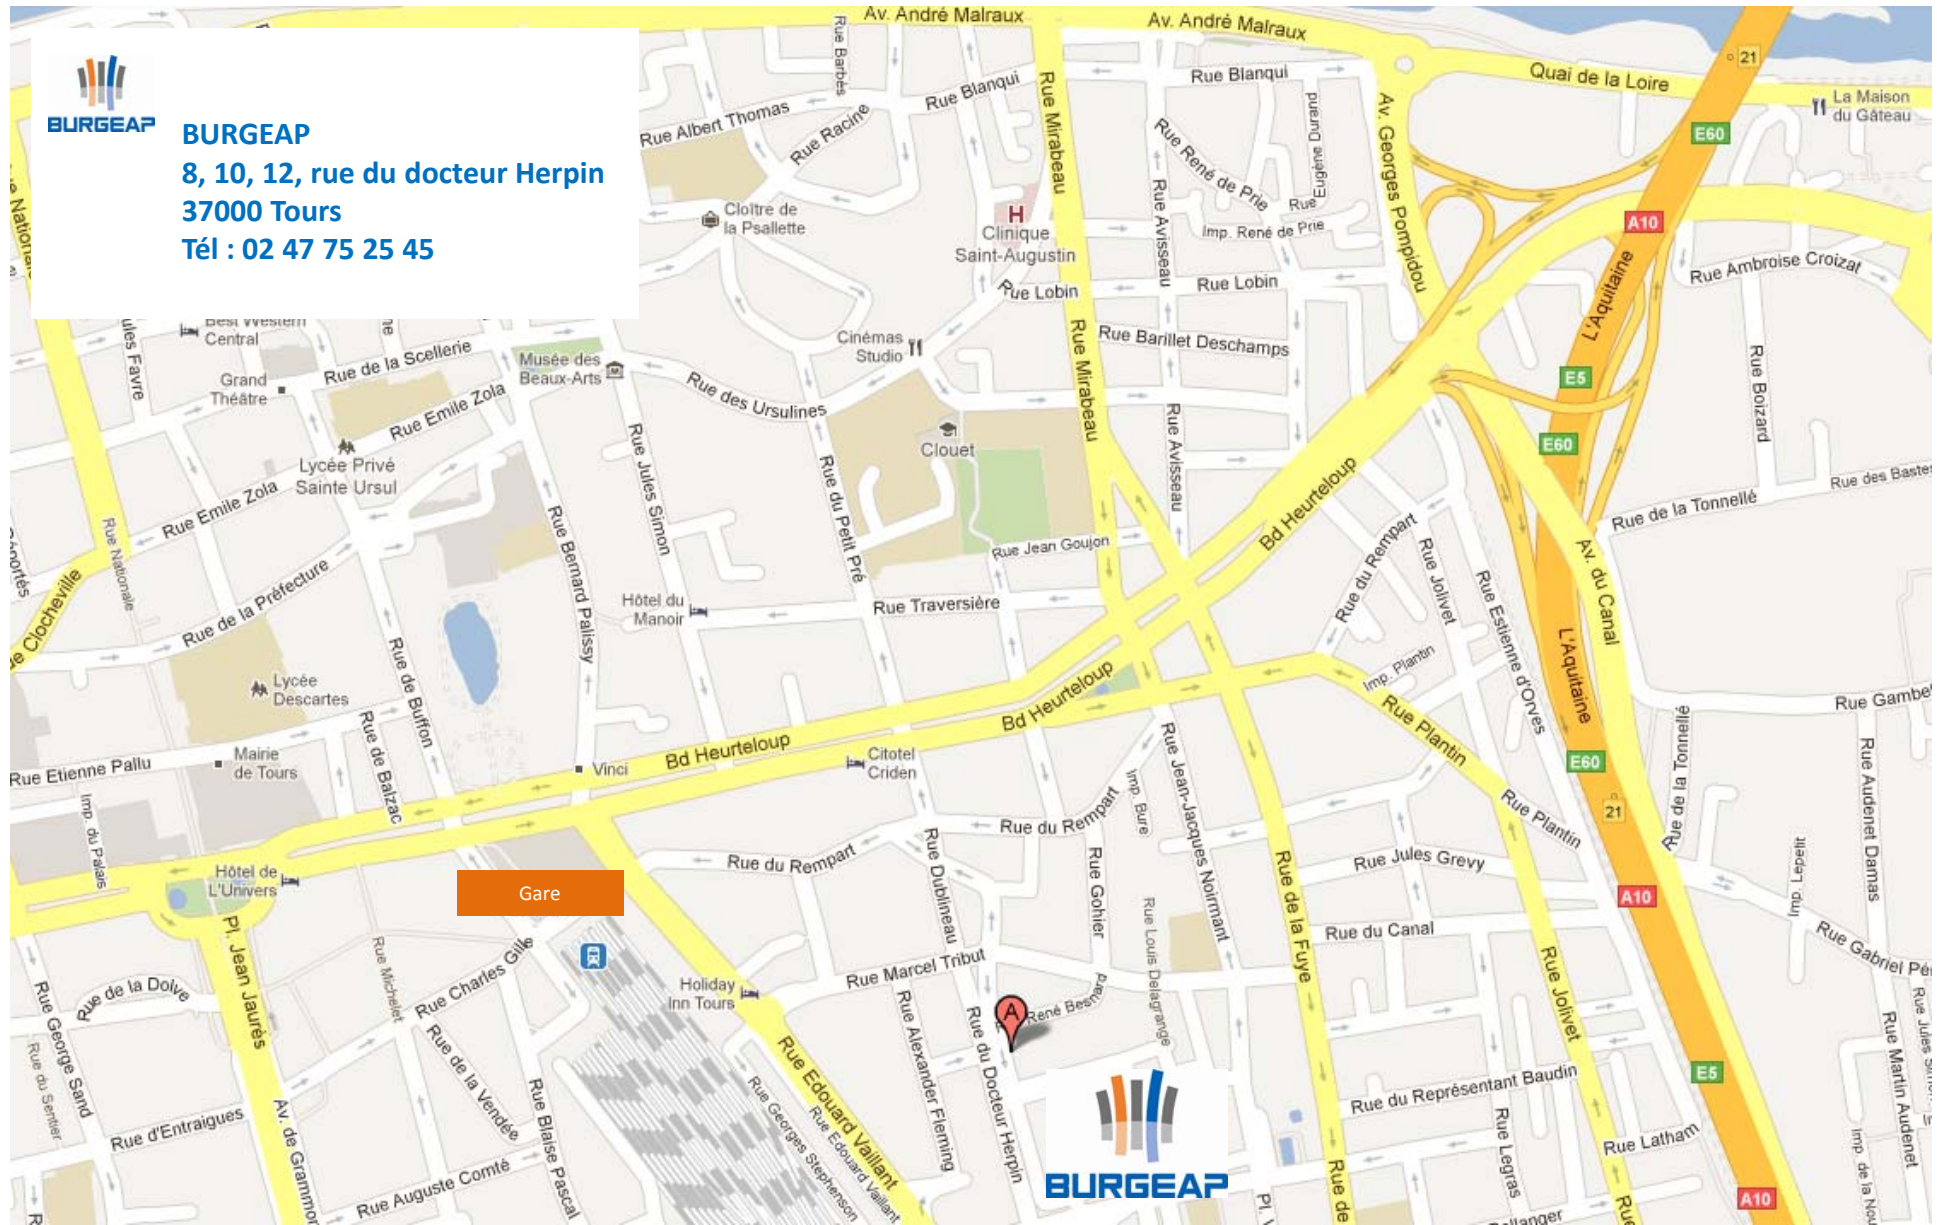 BURGEAP
BURGEAP
8, 10, 12, rue du docteur Herpin
37000 Tours
Tél : 02 47 75 25 45
Av. André Malraux
Av. André Malraux
Quai de la Loire
21
La Maison
du Gâteau
Rue Barbès
Rue Blanqui
Rue Blanqui
Rue Albert Thomas
Rue Racine
Rue Mirabeau
Rue Eugène Durand
Av. Georges Pompidou
E60
Rue René de Prie
Rue Avisseau
Imp. René de Prie
Cloître de
la Psallette
H
Clinique
Saint-Augustin
A10
Rue Ambroise Croizat
L'Aquitaine
Rue Lobin
Rue Lobin
Best Western
Central
Rue de la Scellerie
Musée des
Beaux-Arts
Cinémas
Studio
Rue Mirabeau
Rue Barillet Deschamps
E5
Rue Boizard
Grand
Théâtre
Rue Emile Zola
Rue des Ursulines
Rue Avisseau
Clouet
E60
Lycée Privé
Sainte Ursul
Rue Emile Zola
Rue Jules Simon
Rue du Petit Pré
Bd Heurteloup
Rue de la Tonnellé
Rue Nationale
Rue Bernard Palissy
Rue Jean Goujon
Rue du Rempart
Rue Jolivet
Rue Estienne d'Orves
Av. du Canal
Rue de la Préfecture
Hôtel du
Manoir
Rue Traversière
L'Aquitaine
Lycée
Descartes
Rue de Buffon
Bd Heurteloup
Imp. Plantin
Rue Plantin
Rue de Balzac
Bd Heurteloup
Rue Etienne Pallu
Mairie
de Tours
Vinci
Citotel
Criden
Imp. Bure
Rue Jean-Jacques Noirmant
E60
21
Rue de la Tonnellé
Rue Audenet Damas
Imp. du Palais
Rue du Rempart
Rue du Rempart
Rue Plantin
Hôtel de
L'Univers
Gare
Rue Dublineau
Rue Gohier
Rue de la Fuye
Rue Jules Grevy
A10
Imp. Lepetit
Pl. Jean Jaurès
Rue Michelet
Rue Charles Gille
Rue Louis Delagrange
Rue du Canal
Rue de la Dolve
Holiday
Inn Tours
Rue Marcel Tribut
René Besnard
A
Rue Jolivet
Rue George Sand
Rue du Sentier
Rue de la Vendée
Rue Alexander Fleming
Rue du Docteur Herpin
Rue Edouard Vaillant
Rue du Représentant Baudin
E5
Rue Martin Audenet
Rue d'Entraigues
Rue Blaise Pascal
Rue Georges Stephenson
Rue Edouard Vaillant
Rue Legras
Rue Latham
Rue Auguste Comté
BURGEAP
A10